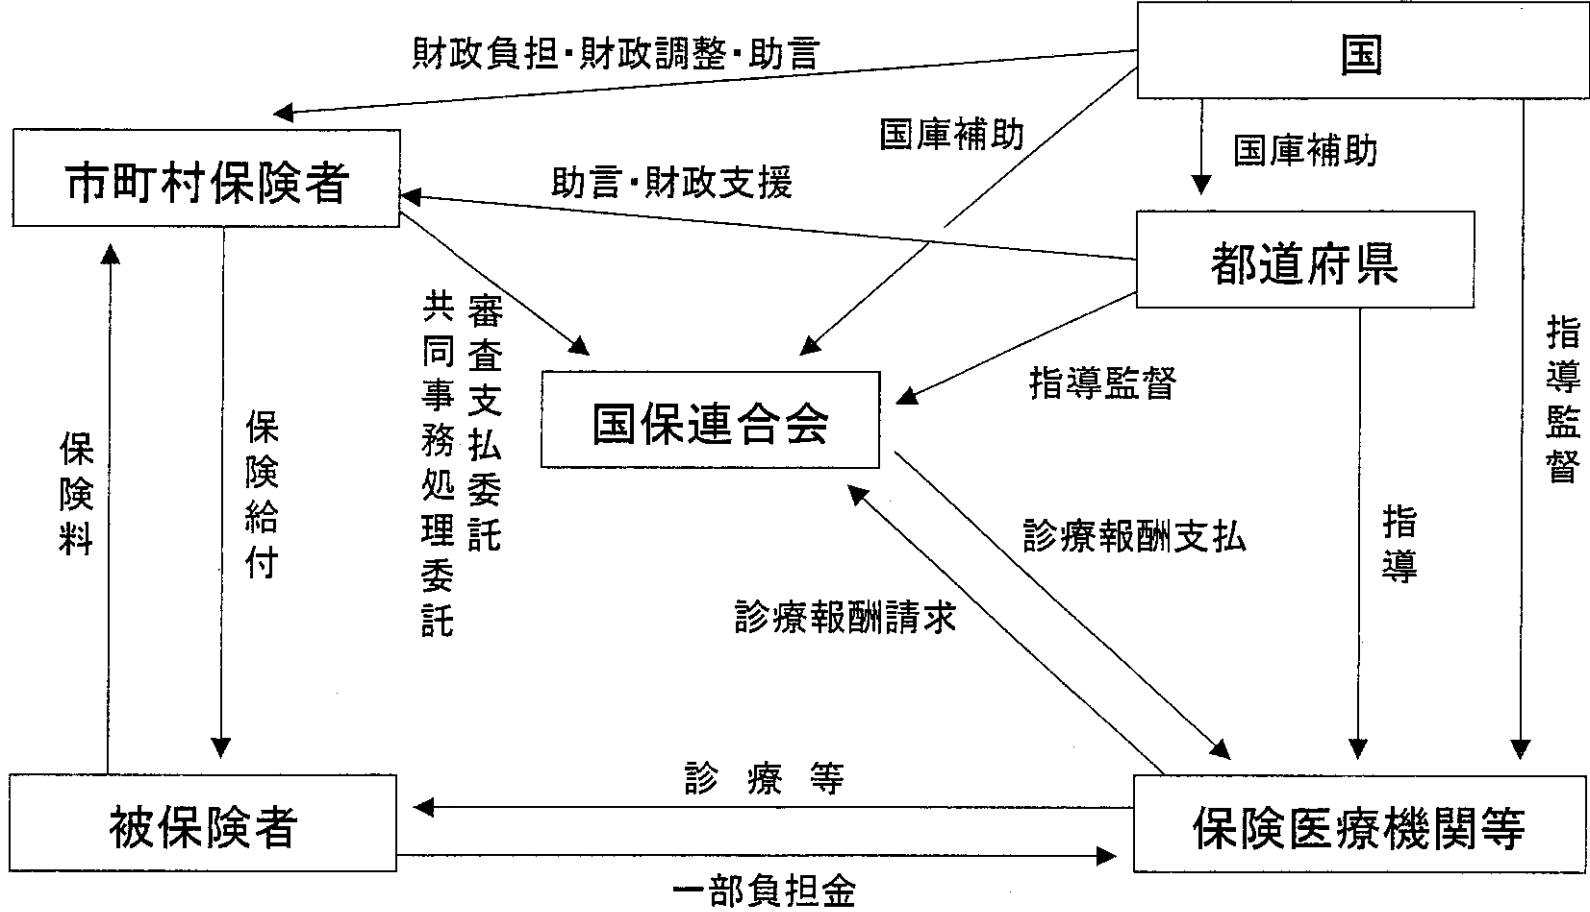 国
財政負担・財政調整・助言
国庫補助
国庫補助
市町村保険者
助言・財政支援
都道府県
審査支払委託
共同事務処理委託
指導監督
指導監督
国保連合会
保険料
保険給付
診療報酬支払
指導
診療報酬請求
診療等
被保険者
保険医療機関等
一部負担金